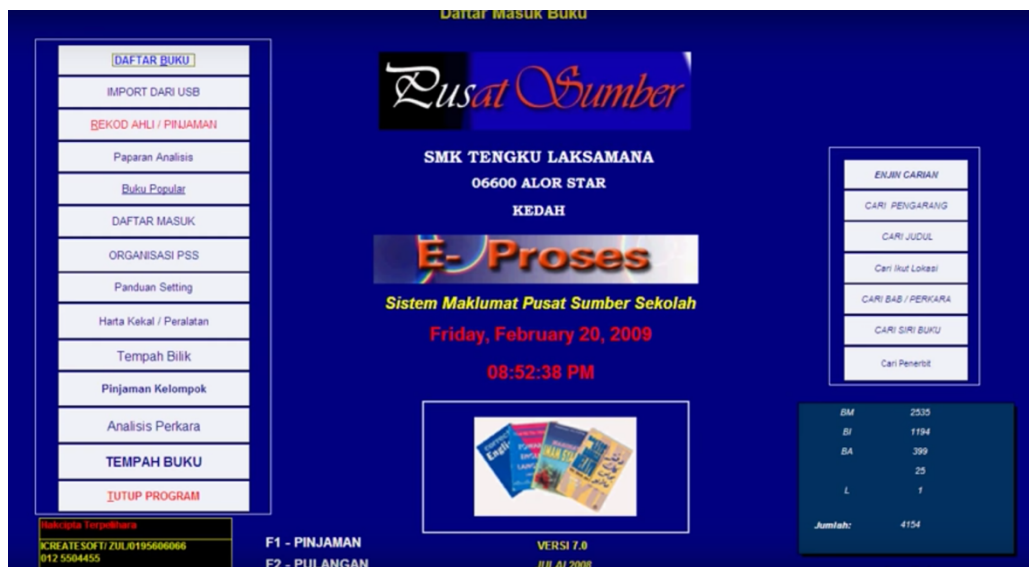 Daftar Masuk Buku
DAFTAR BUKU
IMPORT DARI USB
REKOD AHLI / PINJAMAN
Paparan Analisis
Buku Popular
DAFTAR MASUK
ORGANISASI PSS
Panduan Setting
Harta Kekal / Peralatan
Tempah Bilik
Pinjaman Kelompok
Analisis Perkara
TEMPAH BUKU
TUTUP PROGRAM
Hakcipta Terpelihara
ICREATESOFT/ ZUL/0195606066
012 5504455
Pusat Sumber
SMK TENGKU LAKSAMANA
06600 ALOR STAR
KEDAH
E- Proses
Sistem Maklumat Pusat Sumber Sekolah
Friday, February 20, 2009
08:52:38 PM
F1 - PINJAMAN
F2 - PULANGAN
VERSI 7.0
JULAI 2008
ENJIN CARIAN
CARI PENGARANG
CARI JUDUL
Cari Ikut Lokasi
CARI BAB / PERKARA
CARI SIRI BUKU
Cari Penerbit
BM 2535
BI 1194
BA 399
25
L 1
Jumlah: 4154